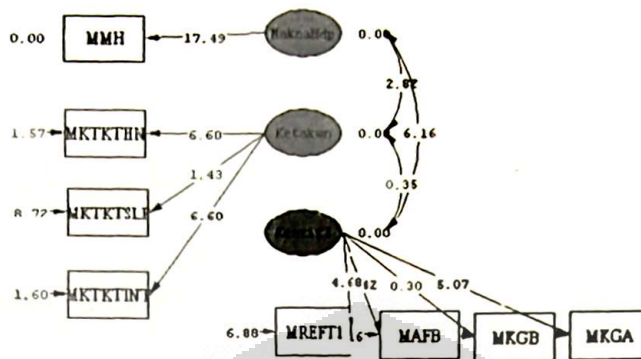 0.00 MMH 17.49 MaknaHdp 0.00
2.82
1.57 MKTKTHN 6.60 Ketakwn 0.00 6.16
1.43
0.35
8.72 MKTKTSLF 6.60
0.00
1.60 MKTKTINT 4.68 0.30 5.07
6.88 MREFT1 MAFB MKGB MKGA